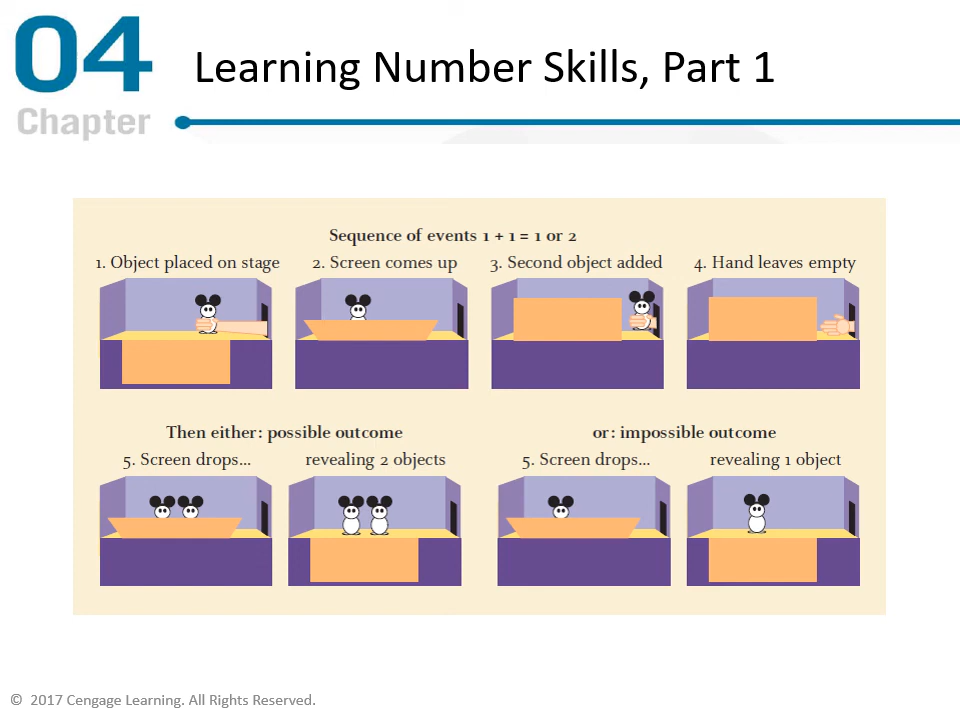 04
Chapter
Learning Number Skills, Part 1
Sequence of events 1 + 1 = 1 or 2
1. Object placed on stage
2. Screen comes up
3. Second object added
4. Hand leaves empty
Then either: possible outcome
5. Screen drops...
revealing 2 objects
or: impossible outcome
5. Screen drops...
revealing 1 object
© 2017 Cengage Learning. All Rights Reserved.